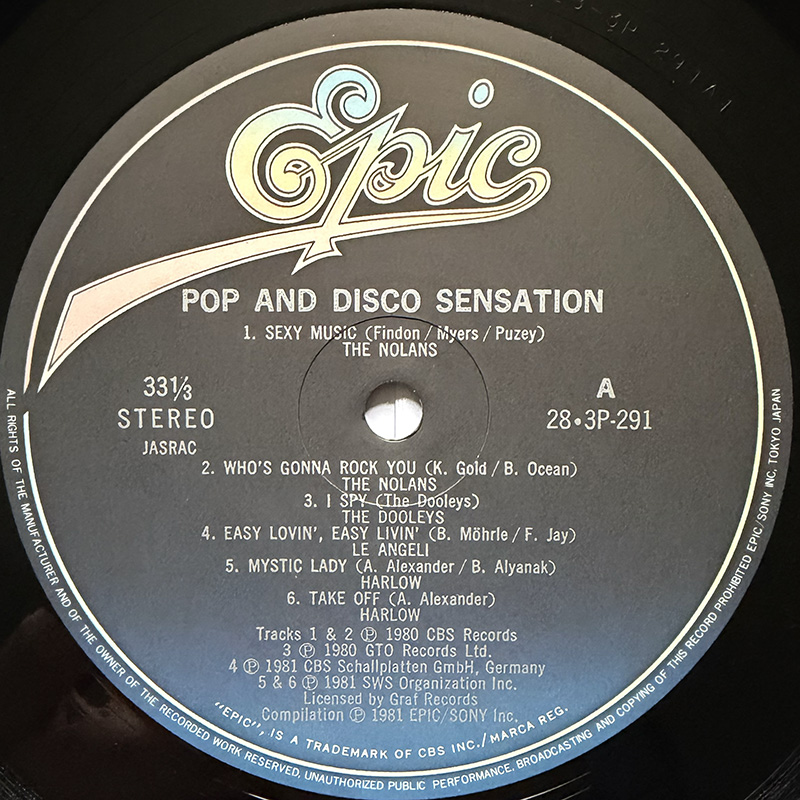 Epic
POP AND DISCO SENSATION
1. SEXY MUSIC (Findon / Myers / Puzey)
THE NOLANS
33⅓
STEREO
JASRAC
A
28•3P-291
2. WHO'S GONNA ROCK YOU (K. Gold / B. Ocean)
THE NOLANS
3. I SPY (The Dooleys)
THE DOOLEYS
4. EASY LOVIN', EASY LIVIN' (B. Möhrle / F. Jay)
LE ANGELI
5. MYSTIC LADY (A. Alexander / B. Alyanak)
HARLOW
6. TAKE OFF (A. Alexander)
HARLOW
Tracks 1 & 2 ℗ 1980 CBS Records
3 ℗ 1980 GTO Records Ltd.
4 ℗ 1981 CBS Schallplatten GmbH, Germany
5 & 6 ℗ 1981 SWS Organization Inc.
Licensed by Graf Records
Compilation ℗ 1981 EPIC/SONY Inc.
"EPIC", IS A TRADEMARK OF CBS INC./MARCA REG.
ALL RIGHTS OF THE MANUFACTURER AND OF THE OWNER OF THE RECORDED WORK RESERVED, UNAUTHORIZED PUBLIC PERFORMANCE, BROADCASTING AND COPYING OF THIS RECORD PROHIBITED EPIC/SONY INC. TOKYO JAPAN